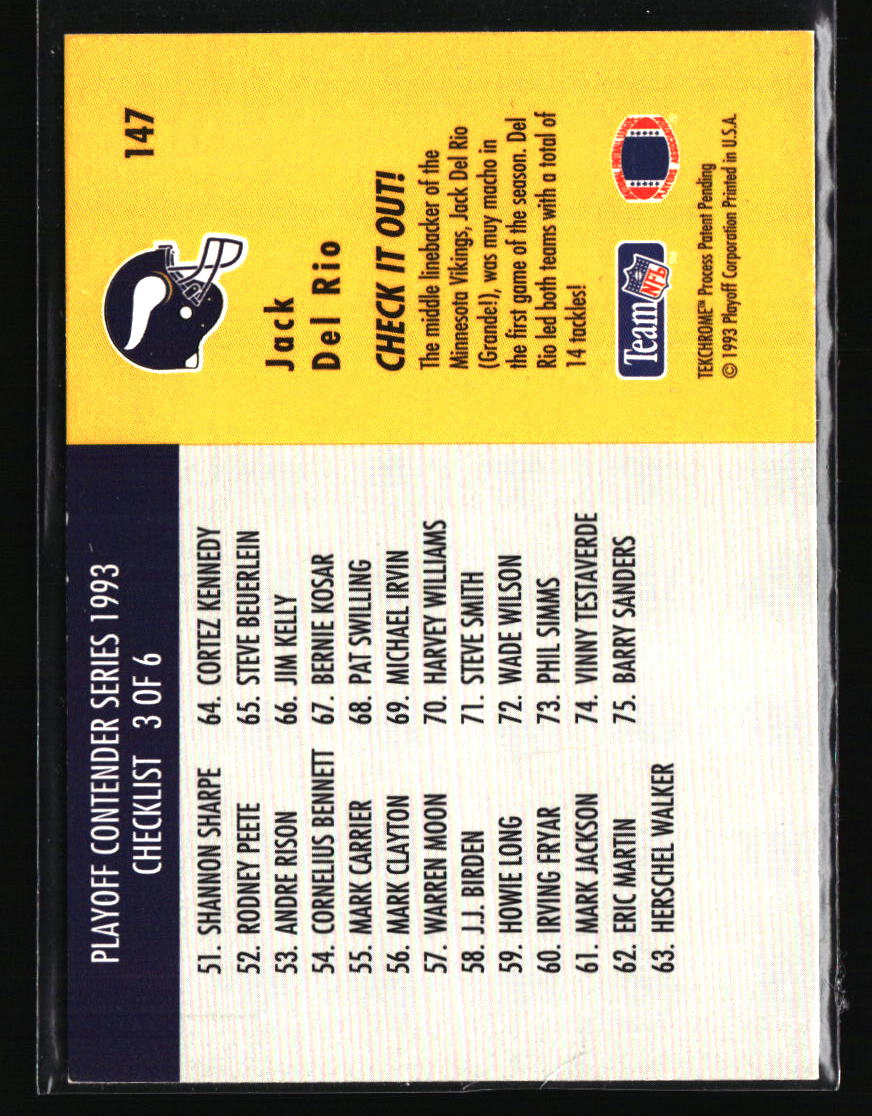 PLAYOFF CONTENDER SERIES 1993
CHECKLIST 3 OF 6
51. SHANNON SHARPE
52. RODNEY PEETE
53. ANDRE RISON
54. CORNELIUS BENNETT
55. MARK CARRIER
56. MARK CLAYTON
57. WARREN MOON
58. J.J. BIRDEN
59. HOWIE LONG
60. IRVING FRYAR
61. MARK JACKSON
62. ERIC MARTIN
63. HERSCHEL WALKER
64. CORTEZ KENNEDY
65. STEVE BEUERLEIN
66. JIM KELLY
67. BERNIE KOSAR
68. PAT SWILLING
69. MICHAEL IRVIN
70. HARVEY WILLIAMS
71. STEVE SMITH
72. WADE WILSON
73. PHIL SIMMS
74. VINNY TESTAVERDE
75. BARRY SANDERS
147
Jack
Del Rio
CHECK IT OUT!
The middle linebacker of the
Minnesota Vikings, Jack Del Rio
(Grande!), was muy macho in
the first game of the season. Del
Rio led both teams with a total of
14 tackles!
Team NFL™
TEKCHROME™ Process Patent Pending
© 1993 Playoff Corporation Printed in U.S.A.